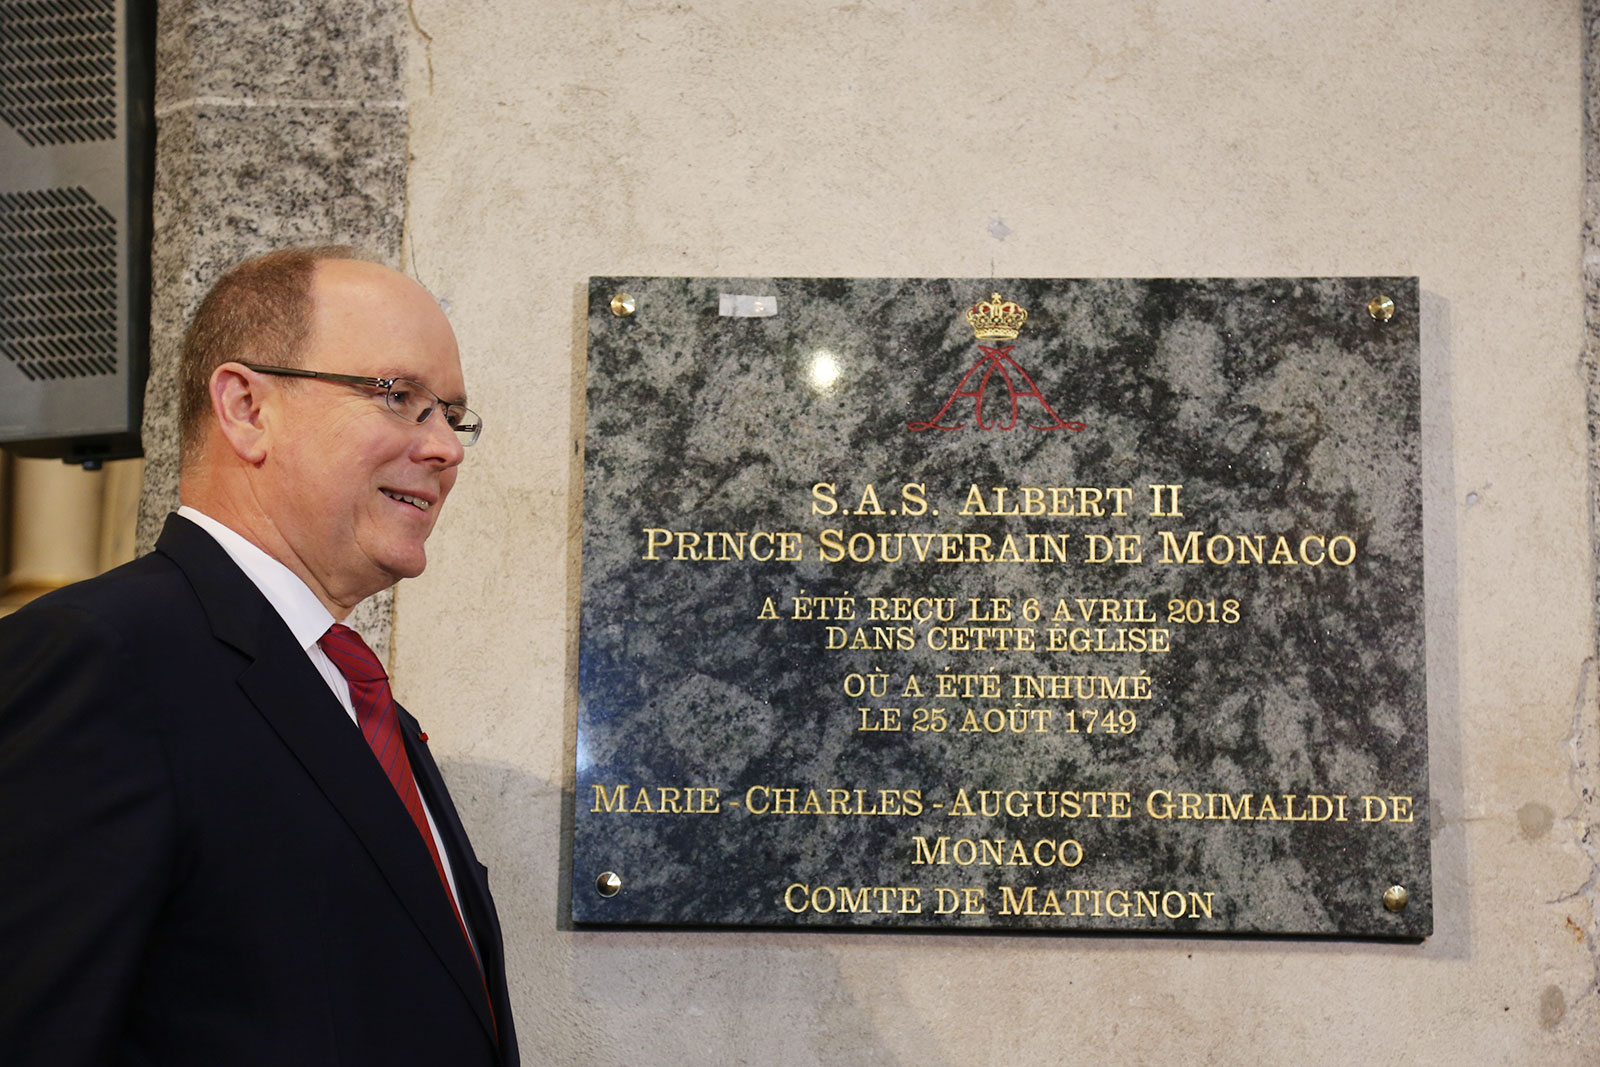 S.A.S. ALBERT II
PRINCE SOUVERAIN DE MONACO
A ÉTÉ REÇU LE 6 AVRIL 2018
DANS CETTE ÉGLISE
OÙ A ÉTÉ INHUMÉ
LE 25 AOÛT 1749
MARIE-CHARLES-AUGUSTE GRIMALDI DE
MONACO
COMTE DE MATIGNON